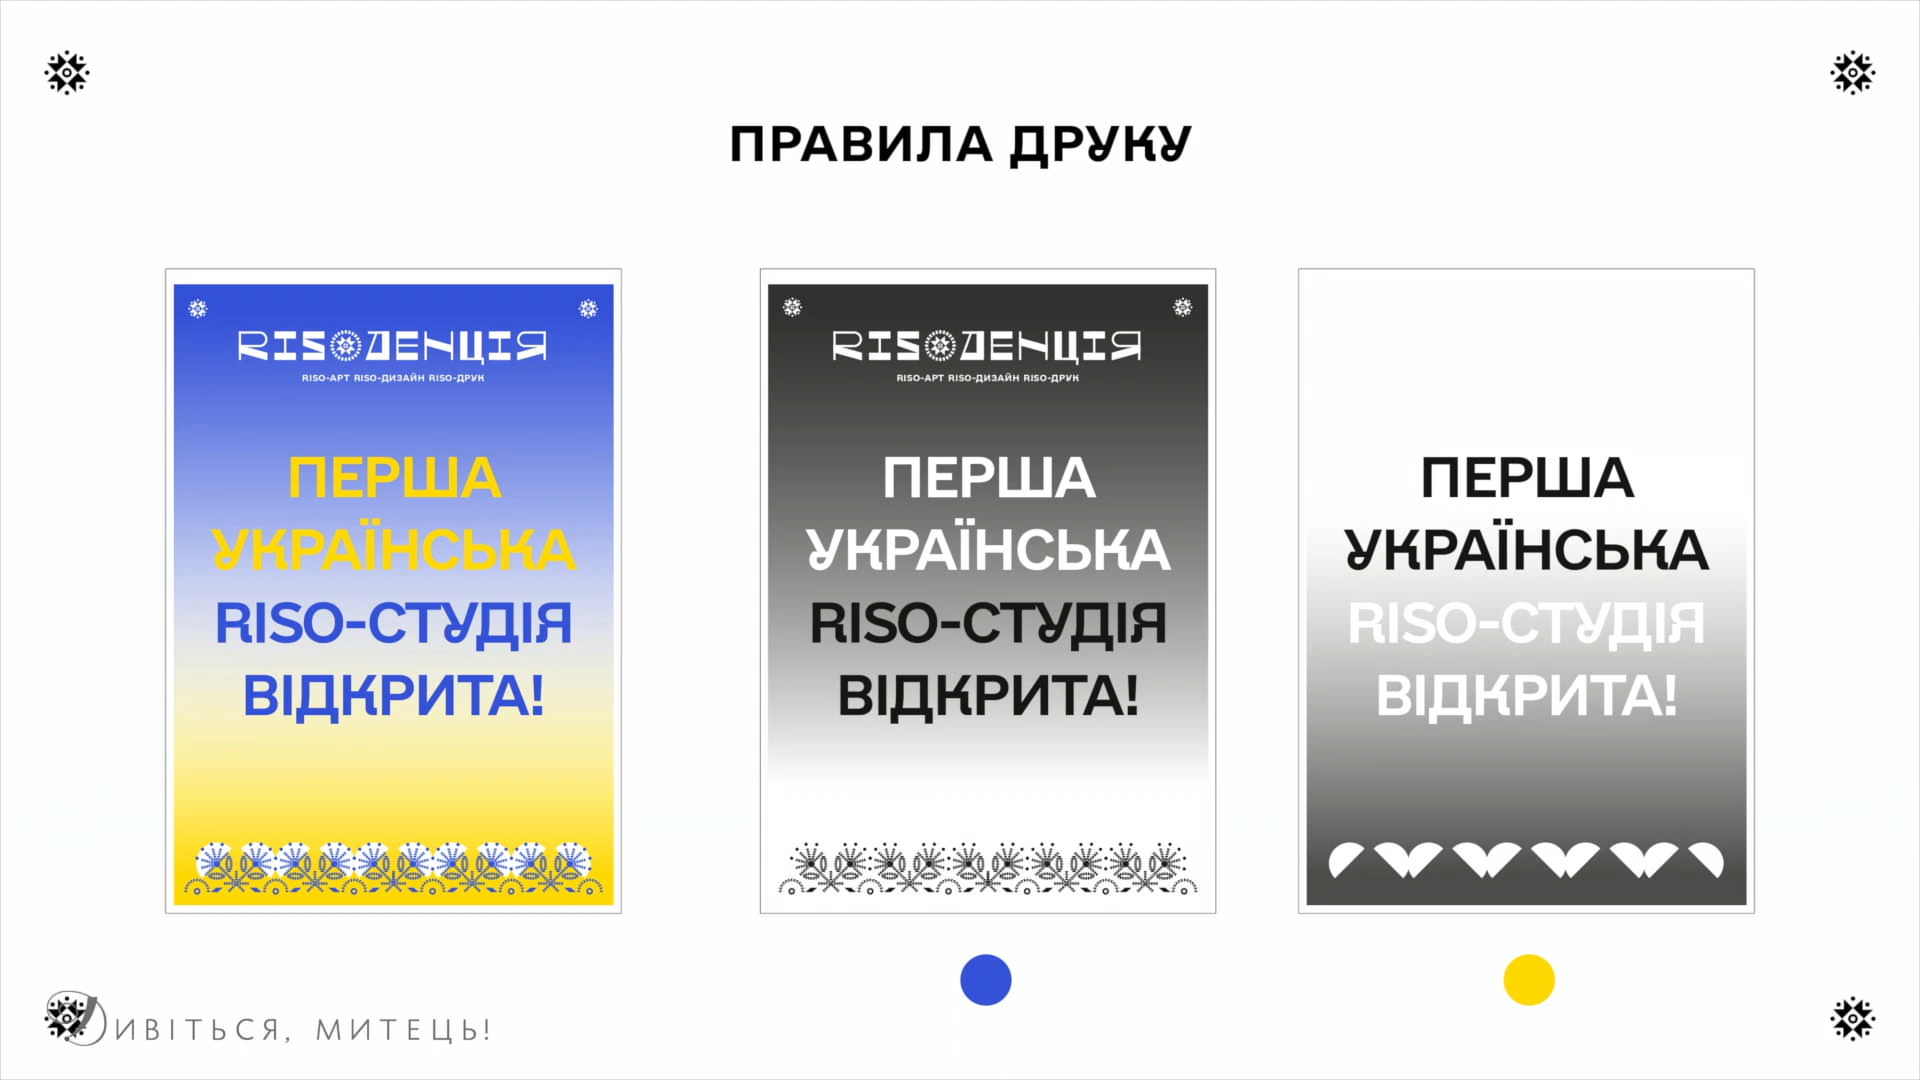 ПРАВИЛА ДРУКУ
RISOДЕНЦІЯ
RISO-АРТ RISO-ДИЗАЙН RISO-ДРУК
ПЕРША
УКРАЇНСЬКА
RISO-СТУДІЯ
ВІДКРИТА!
RISOДЕНЦІЯ
RISO-АРТ RISO-ДИЗАЙН RISO-ДРУК
ПЕРША
УКРАЇНСЬКА
RISO-СТУДІЯ
ВІДКРИТА!
ПЕРША
УКРАЇНСЬКА
RISO-СТУДІЯ
ВІДКРИТА!
ДИВІТЬСЯ, МИТЕЦЬ!